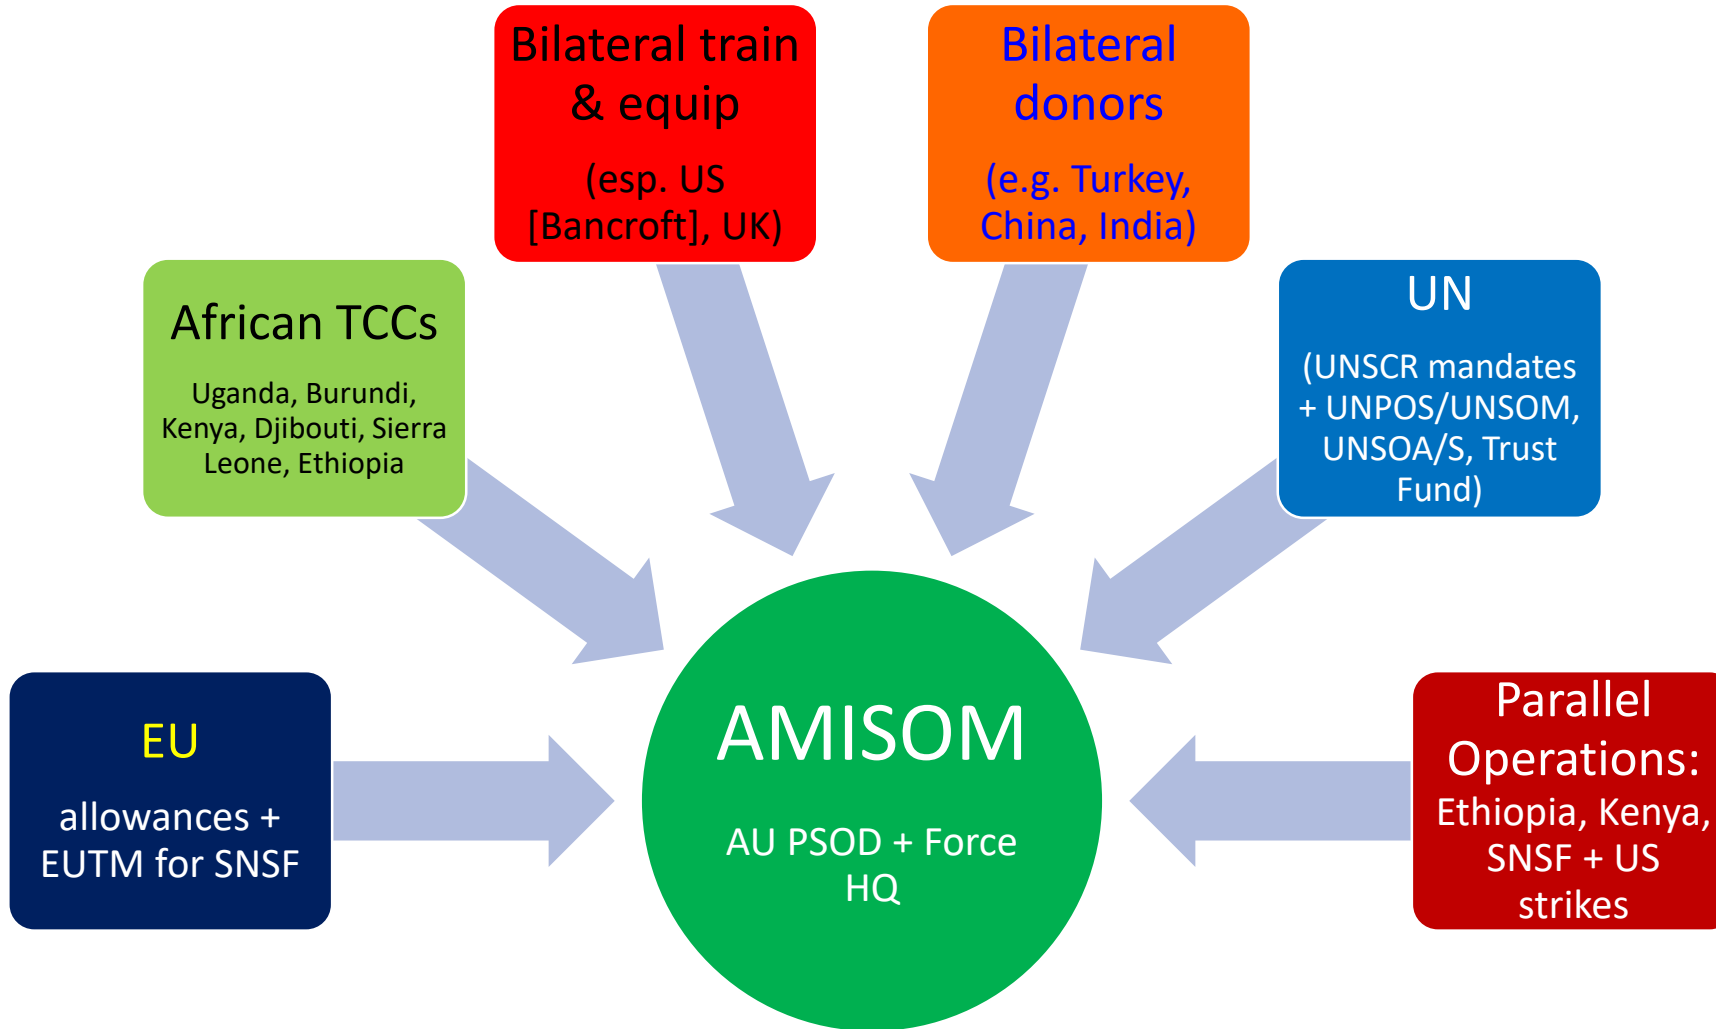 Bilateral train
& equip
(esp. US
[Bancroft], UK)
Bilateral
donors
(e.g. Turkey,
China, India)
African TCCs
Uganda, Burundi,
Kenya, Djibouti, Sierra
Leone, Ethiopia
UN
(UNSCR mandates
+ UNPOS/UNSOM,
UNSOA/S, Trust
Fund)
EU
allowances +
EUTM for SNSF
AMISOM
AU PSOD + Force
HQ
Parallel
Operations:
Ethiopia, Kenya,
SNSF + US
strikes